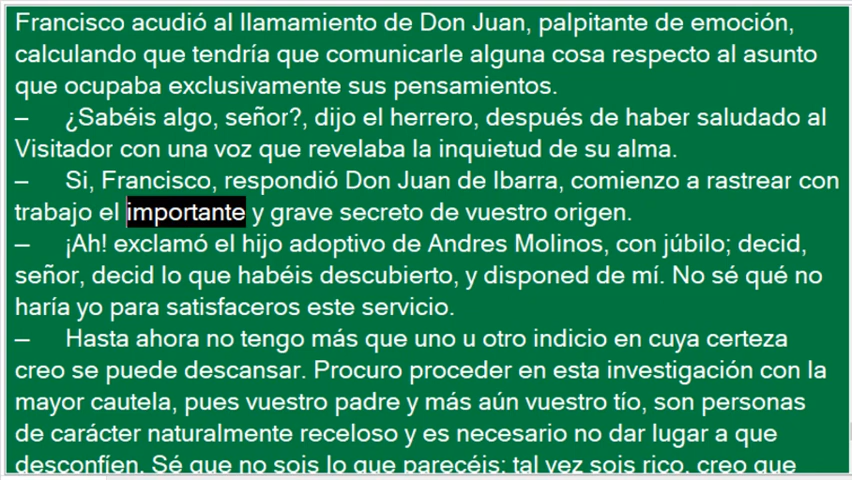 Francisco acudió al llamamiento de Don Juan, palpitante de emoción,
calculando que tendría que comunicarle alguna cosa respecto al asunto
que ocupaba exclusivamente sus pensamientos.
– ¿Sabéis algo, señor?, dijo el herrero, después de haber saludado al
Visitador con una voz que revelaba la inquietud de su alma.
– Si, Francisco, respondió Don Juan de Ibarra, comienzo a rastrear con
trabajo el importante y grave secreto de vuestro origen.
– ¡Ah! exclamó el hijo adoptivo de Andres Molinos, con júbilo; decid,
señor, decid lo que habéis descubierto, y disponed de mí. No sé qué no
haría yo para satisfaceros este servicio.
– Hasta ahora no tengo más que uno u otro indicio en cuya certeza
creo se puede descansar. Procuro proceder en esta investigación con la
mayor cautela, pues vuestro padre y más aún vuestro tío, son personas
de carácter naturalmente receloso y es necesario no dar lugar a que
desconfíen. Sé que no sois lo que parecéis; tal vez sois rico, creo que